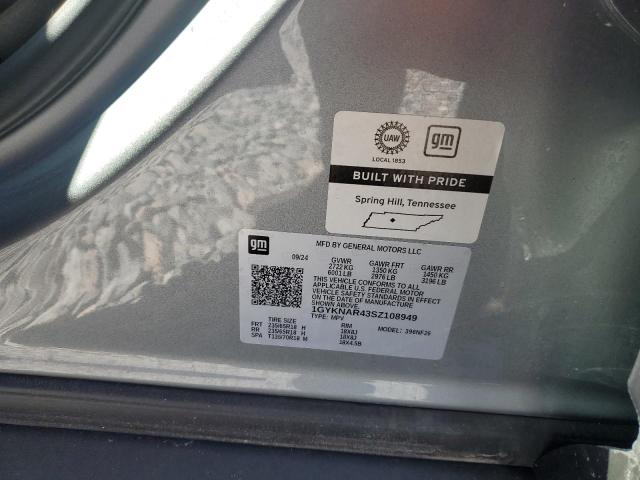 UAW
gm
LOCAL 1853
BUILT WITH PRIDE
Spring Hill, Tennessee
gm
MFD BY GENERAL MOTORS LLC
09/24 GVWR GAWR FRT GAWR RR
2722 KG 1350 KG 1450 KG
6001 LB 2976 LB 3196 LB
THIS VEHICLE CONFORMS TO ALL
APPLICABLE U.S. FEDERAL MOTOR
VEHICLE SAFETY STANDARDS IN EFFECT
ON THE DATE OF MANUFACTURE
SHOWN ABOVE.
1GYKNAR43SZ108949
TYPE: MPV MODEL: 396NF26
TIRE SIZE RIM
FRT 235/65R18 H 18X8J
RR 235/65R18 H 18X8J
SPA T135/70R18 M 18X4.5B